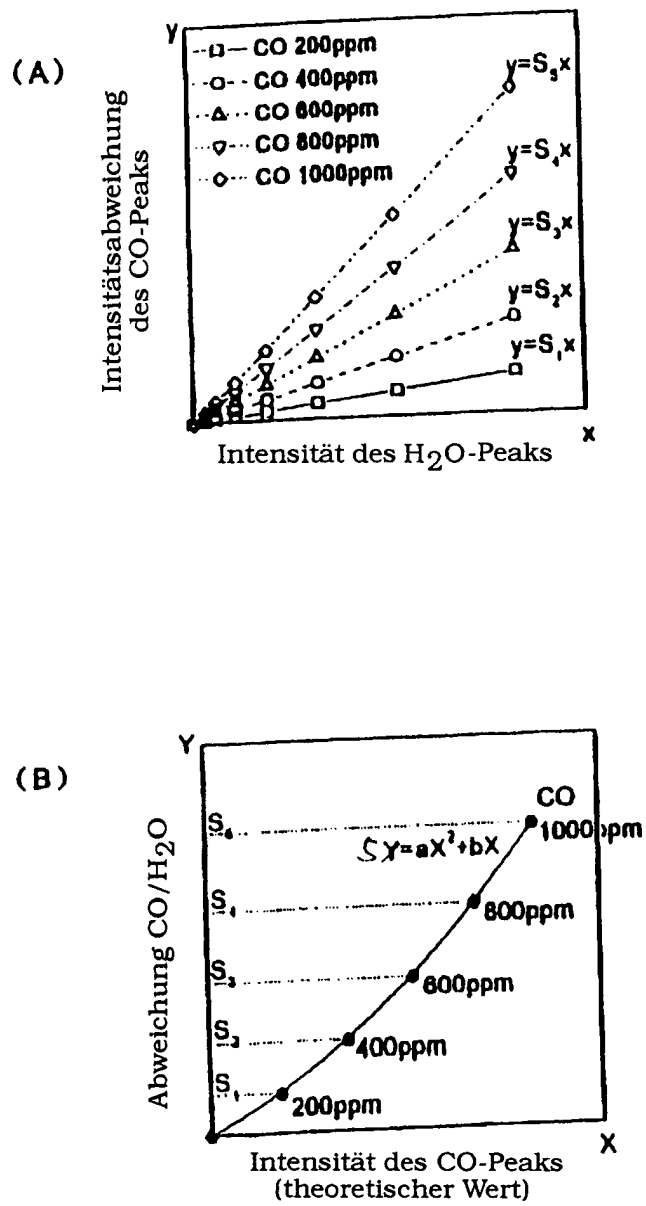 (A)
Intensitätsabweichung
des CO-Peaks
Y
CO 200ppm
CO 400ppm
CO 600ppm
CO 800ppm
CO 1000ppm
y=S₅x
y=S₄x
y=S₃x
y=S₂x
y=S₁x
X
Intensität des H₂O-Peaks
(B)
Abweichung CO/H₂O
Y
CO
1000ppm
SY=aX²+bX
800ppm
600ppm
400ppm
200ppm
S₄
S₃
S₂
S₁
X
Intensität des CO-Peaks
(theoretischer Wert)